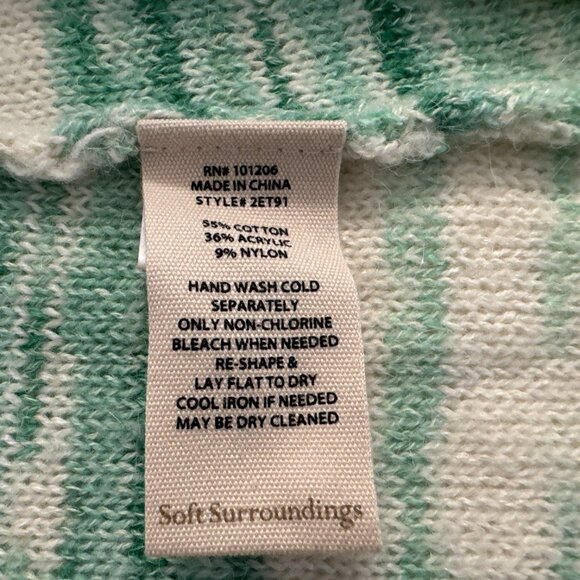 RN# 101206
MADE IN CHINA
STYLE# 2ET91
55% COTTON
36% ACRYLIC
9% NYLON
HAND WASH COLD
SEPARATELY
ONLY NON-CHLORINE
BLEACH WHEN NEEDED
RE-SHAPE &
LAY FLAT TO DRY
COOL IRON IF NEEDED
MAY BE DRY CLEANED
Soft Surroundings